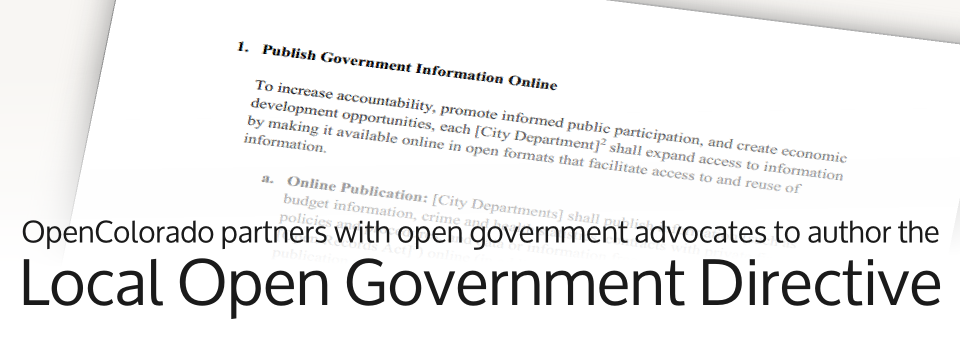 1. Publish Government Information Online
To increase accountability, promote informed public participation, and create economic
development opportunities, each [City Department]² shall expand access to information
by making it available online in open formats that facilitate access to and reuse of
information.
a. Online Publication: [City Departments] shall publish
budget information, crime and
policies
OpenColorado partners with open government advocates to author the
Local Open Government Directive